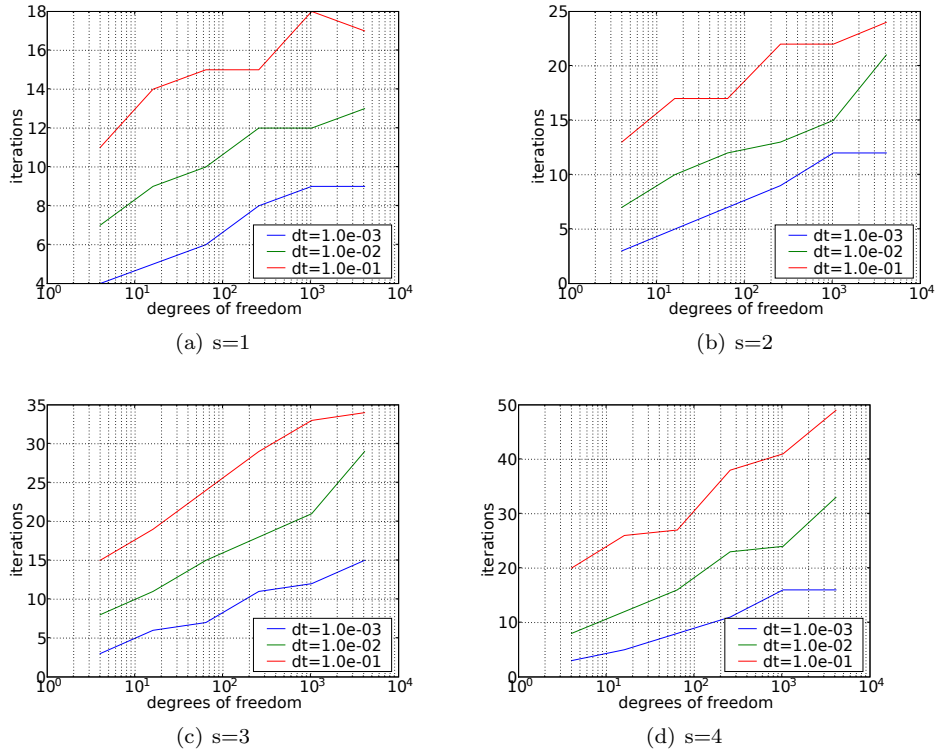 18
16
14
12
10
8
6
4
iterations
10^0 10^1 10^2 10^3 10^4
degrees of freedom
dt=1.0e-03
dt=1.0e-02
dt=1.0e-01
(a) s=1
25
20
15
10
5
0
iterations
10^0 10^1 10^2 10^3 10^4
degrees of freedom
dt=1.0e-03
dt=1.0e-02
dt=1.0e-01
(b) s=2
35
30
25
20
15
10
5
0
iterations
10^0 10^1 10^2 10^3 10^4
degrees of freedom
dt=1.0e-03
dt=1.0e-02
dt=1.0e-01
(c) s=3
50
40
30
20
10
0
iterations
10^0 10^1 10^2 10^3 10^4
degrees of freedom
dt=1.0e-03
dt=1.0e-02
dt=1.0e-01
(d) s=4